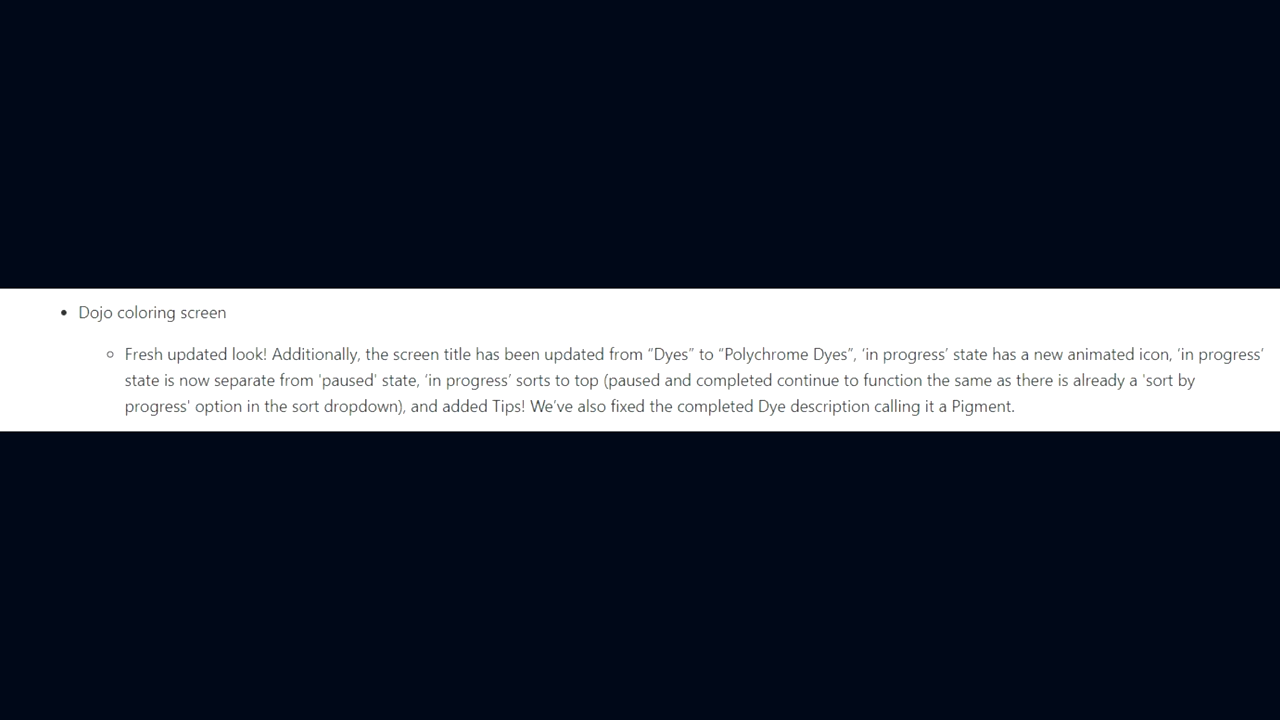 Dojo coloring screen
Fresh updated look! Additionally, the screen title has been updated from “Dyes” to “Polychrome Dyes”, ‘in progress’ state has a new animated icon, ‘in progress’
state is now separate from 'paused' state, ‘in progress’ sorts to top (paused and completed continue to function the same as there is already a 'sort by
progress' option in the sort dropdown), and added Tips! We’ve also fixed the completed Dye description calling it a Pigment.